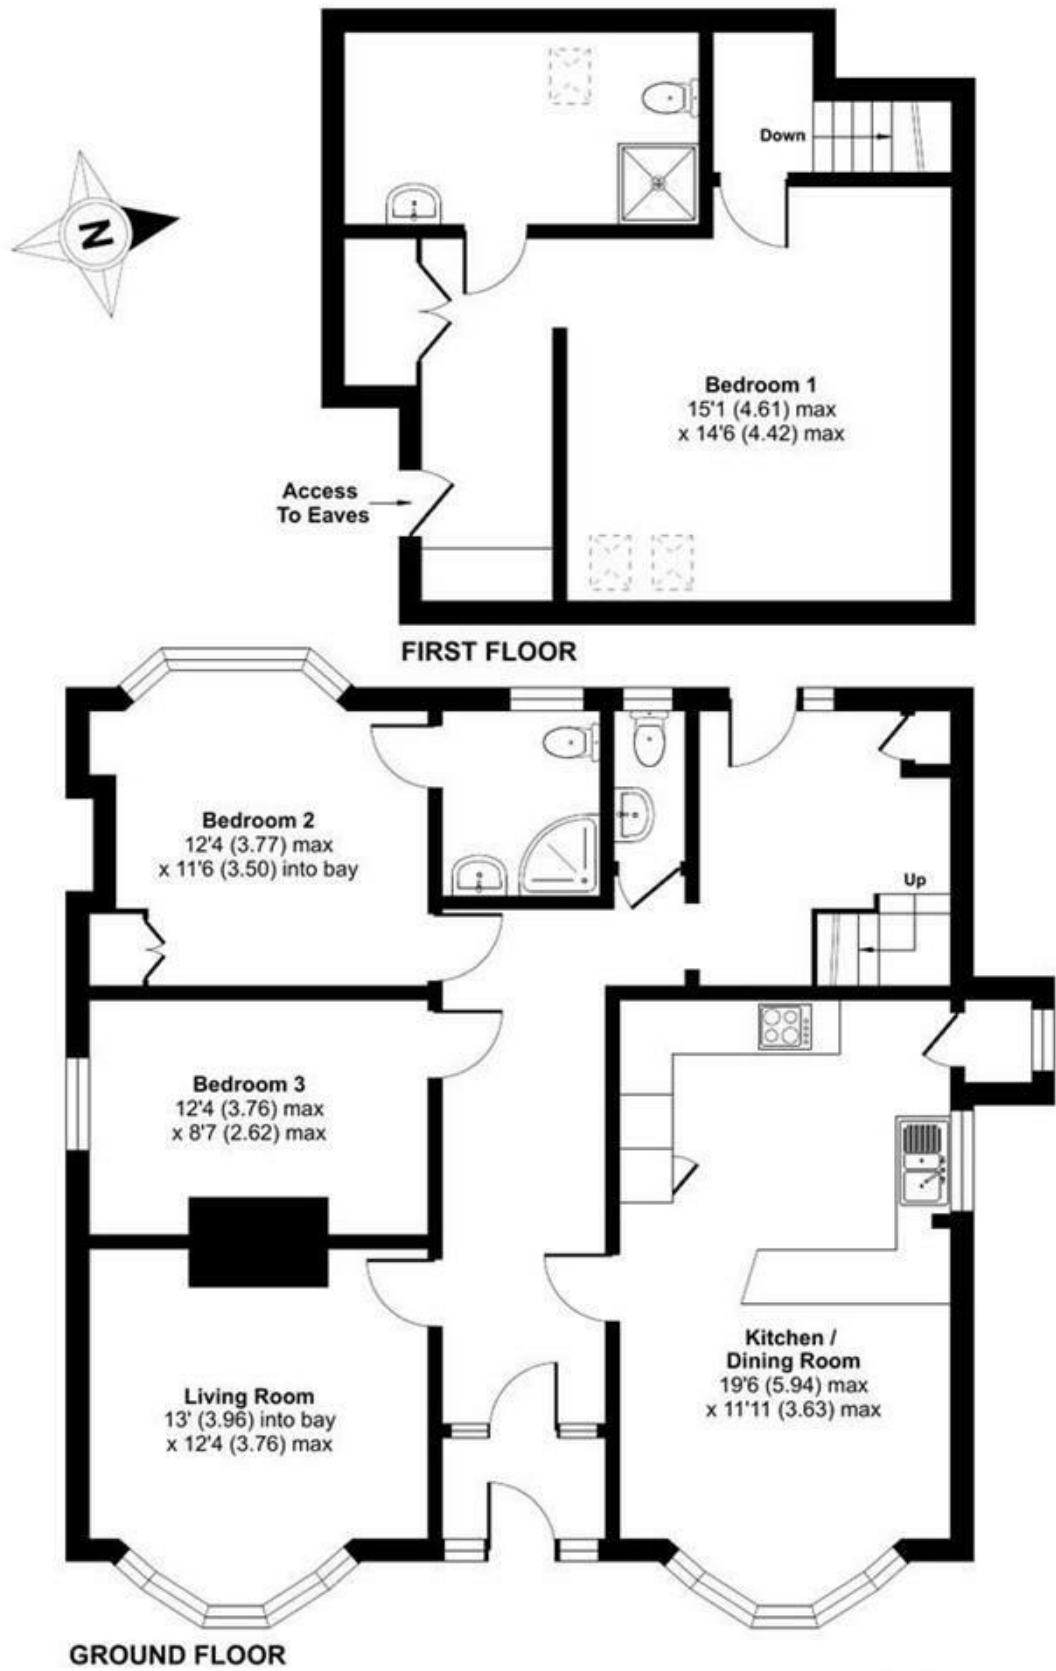 Down
N
Bedroom 1
15'1 (4.61) max
x 14'6 (4.42) max
Access
To Eaves
FIRST FLOOR
Bedroom 2
12'4 (3.77) max
x 11'6 (3.50) into bay
Up
Bedroom 3
12'4 (3.76) max
x 8'7 (2.62) max
Kitchen /
Dining Room
19'6 (5.94) max
x 11'11 (3.63) max
Living Room
13' (3.96) into bay
x 12'4 (3.76) max
GROUND FLOOR